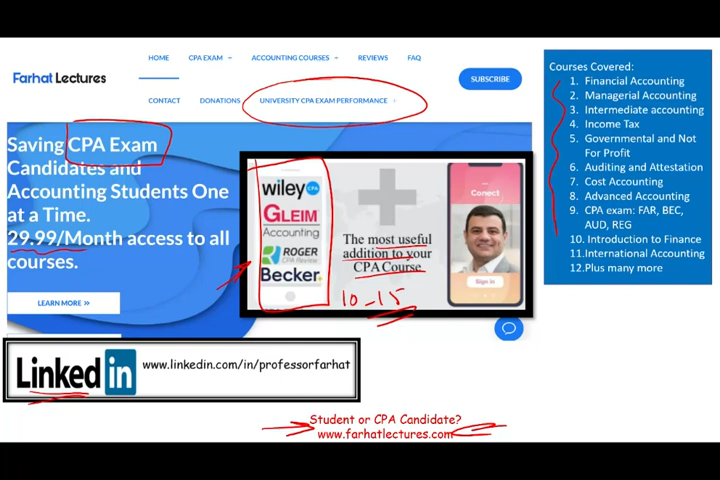 HOME
CPA EXAM
ACCOUNTING COURSES
REVIEWS
FAQ
Farhat Lectures
SUBSCRIBE
CONTACT
DONATIONS
UNIVERSITY CPA EXAM PERFORMANCE
Saving CPA Exam
Candidates and
Accounting Students One
at a Time.
29.99/Month access to all
courses.
LEARN MORE »
wiley CPA
GLEIM
Accounting
ROGER
CPA Review
Becker.
The most useful
addition to your
CPA Course
10-15
Conect
Sign in
Courses Covered:
1. Financial Accounting
2. Managerial Accounting
3. Intermediate accounting
4. Income Tax
5. Governmental and Not
For Profit
6. Auditing and Attestation
7. Cost Accounting
8. Advanced Accounting
9. CPA exam: FAR, BEC,
AUD, REG
10. Introduction to Finance
11.International Accounting
12.Plus many more
Linked in
www.linkedin.com/in/professorfarhat
Student or CPA Candidate?
www.farhatlectures.com